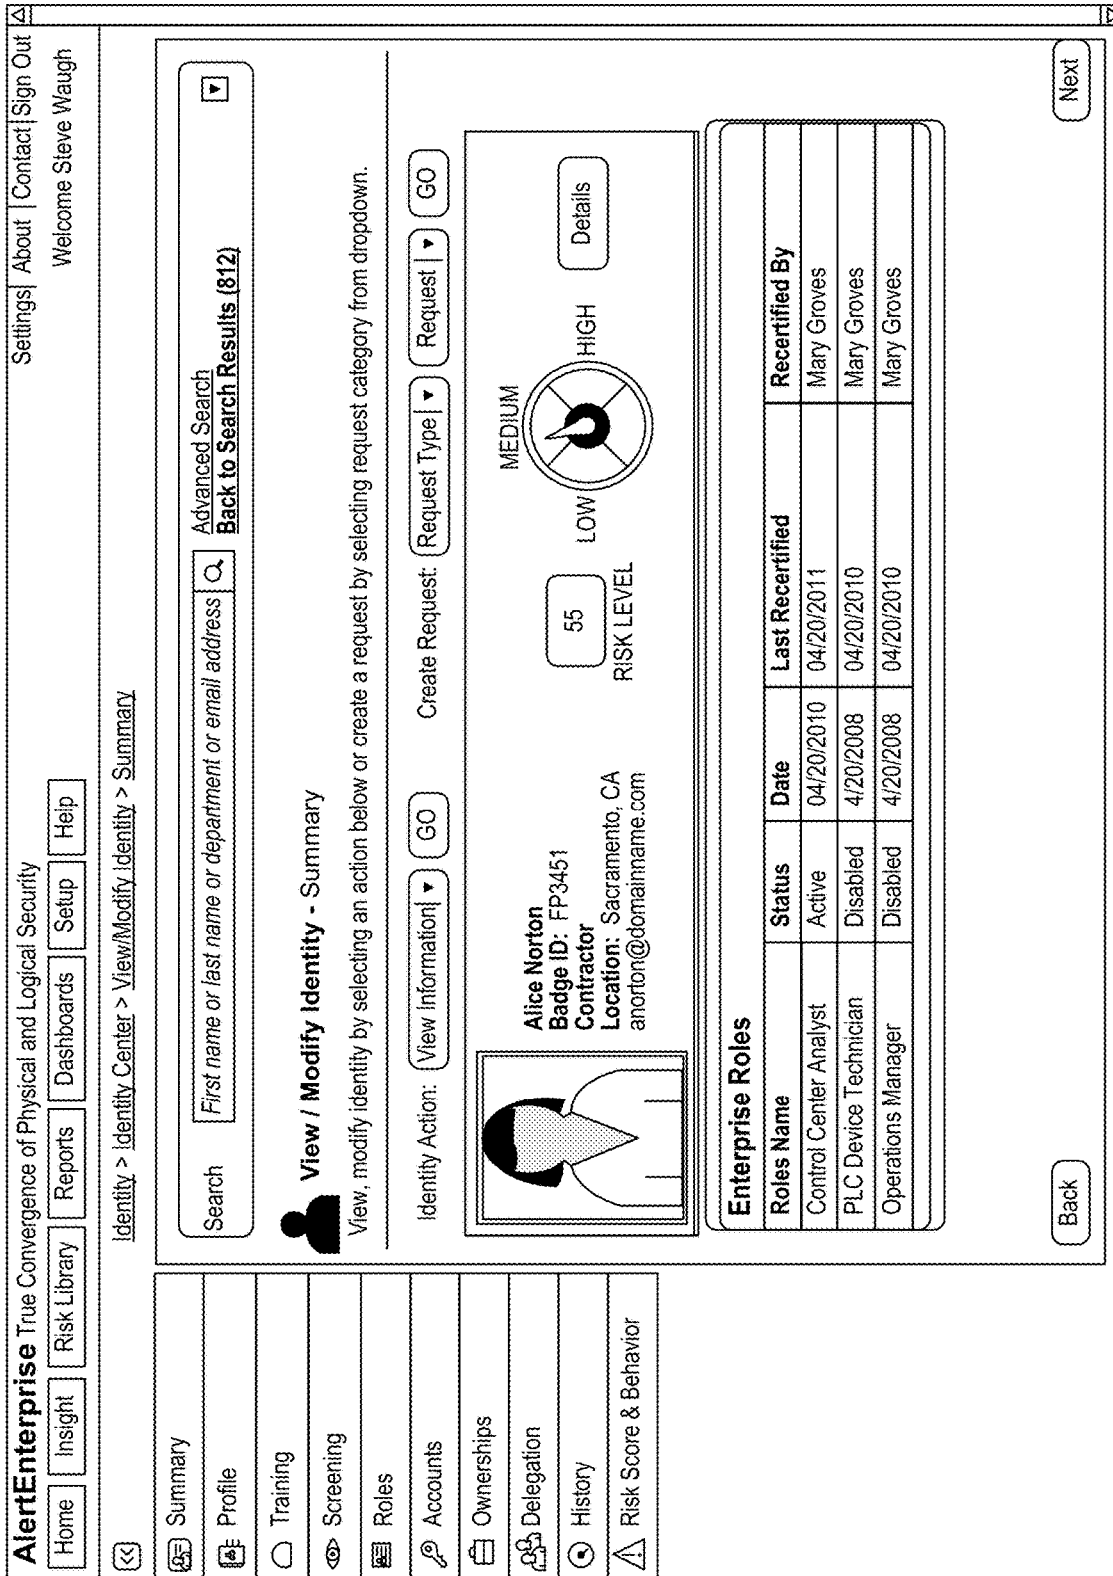 AlertEnterprise True Convergence of Physical and Logical Security
Settings| About | Contact|Sign Out
Home Insight Risk Library Reports Dashboards Setup Help
Welcome Steve Waugh
Identity > Identity Center > View/Modify Identity > Summary
Summary
Profile
Training
Screening
Roles
Accounts
Ownerships
Delegation
History
Risk Score & Behavior
Search First name or last name or department or email address
Advanced Search
Back to Search Results (812)
View / Modify Identity - Summary
View, modify identity by selecting an action below or create a request by selecting request category from dropdown.
Identity Action: View Information GO Create Request: Request Type Request GO
Alice Norton
Badge ID: FP3451
Contractor
Location: Sacramento, CA
anorton@domainname.com
55
RISK LEVEL
LOW
MEDIUM
HIGH
Details
Enterprise Roles
Roles Name Status Date Last Recertified Recertified By
Control Center Analyst Active 04/20/2010 04/20/2011 Mary Groves
PLC Device Technician Disabled 4/20/2008 04/20/2010 Mary Groves
Operations Manager Disabled 4/20/2008 04/20/2010 Mary Groves
Back
Next